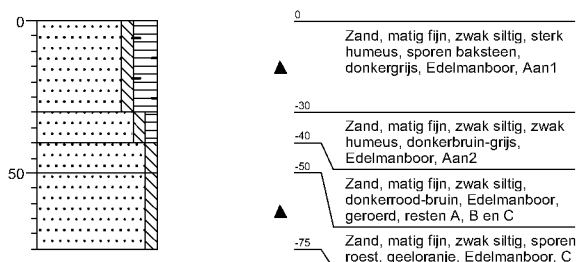 0
50
0
Zand, matig fijn, zwak siltig, sterk
humeus, sporen baksteen,
donkergrijs, Edelmanboor, Aan1
-30
Zand, matig fijn, zwak siltig, zwak
humeus, donkerbruin-grijs,
Edelmanboor, Aan2
-40
-50
Zand, matig fijn, zwak siltig,
donkerrood-bruin, Edelmanboor,
geroerd, resten A, B en C
-75
Zand, matig fijn, zwak siltig, sporen
roest, geeloranje, Edelmanboor, C